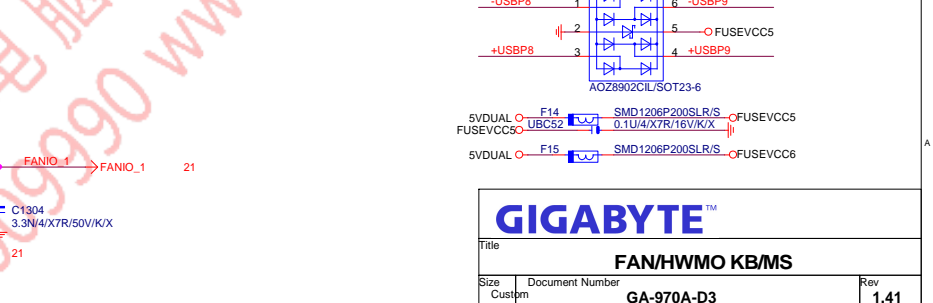 -USBP8 1 6 -USBP9
2 5 FUSEVCC5
+USBP8 3 4 +USBP9
AOZ8902CIL/SOT23-6
5VDUAL F14 SMD1206P200SLR/S FUSEVCC5
FUSEVCC5 UBC52 0.1U/4/X7R/16V/K/X
5VDUAL F15 SMD1206P200SLR/S FUSEVCC6
A
FANIO_1 FANIO_1 21
C1304
3.3N/4/X7R/50V/K/X
21
GIGABYTE™
Title
FAN/HWMO KB/MS
Size Document Number Rev
Custom GA-970A-D3 1.41